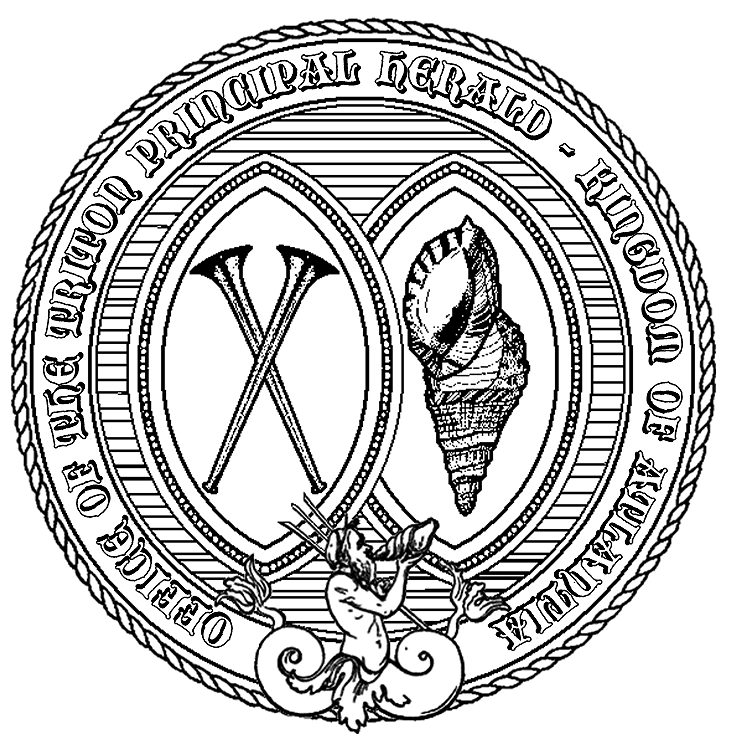 OFFICE OF THE TRITON PRINCIPAL HERALD - KINGDOM OF ATLANTIA